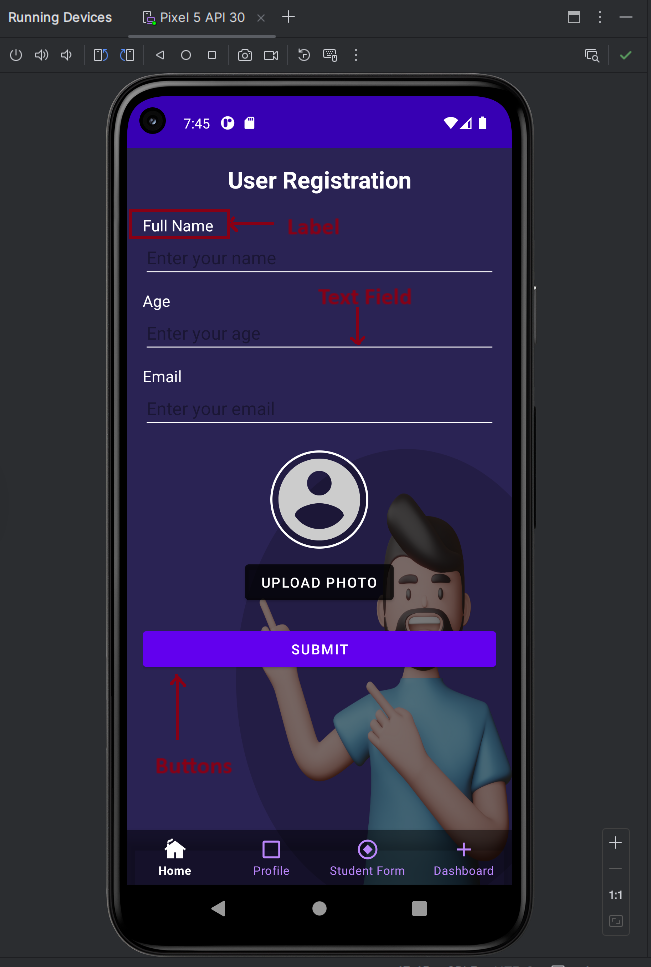 Running Devices
Pixel 5 API 30
7:45
User Registration
Full Name
Label
Enter your name
Text Field
Age
Enter your age
Email
Enter your email
UPLOAD PHOTO
SUBMIT
Buttons
Home
Profile
Student Form
Dashboard
1:1